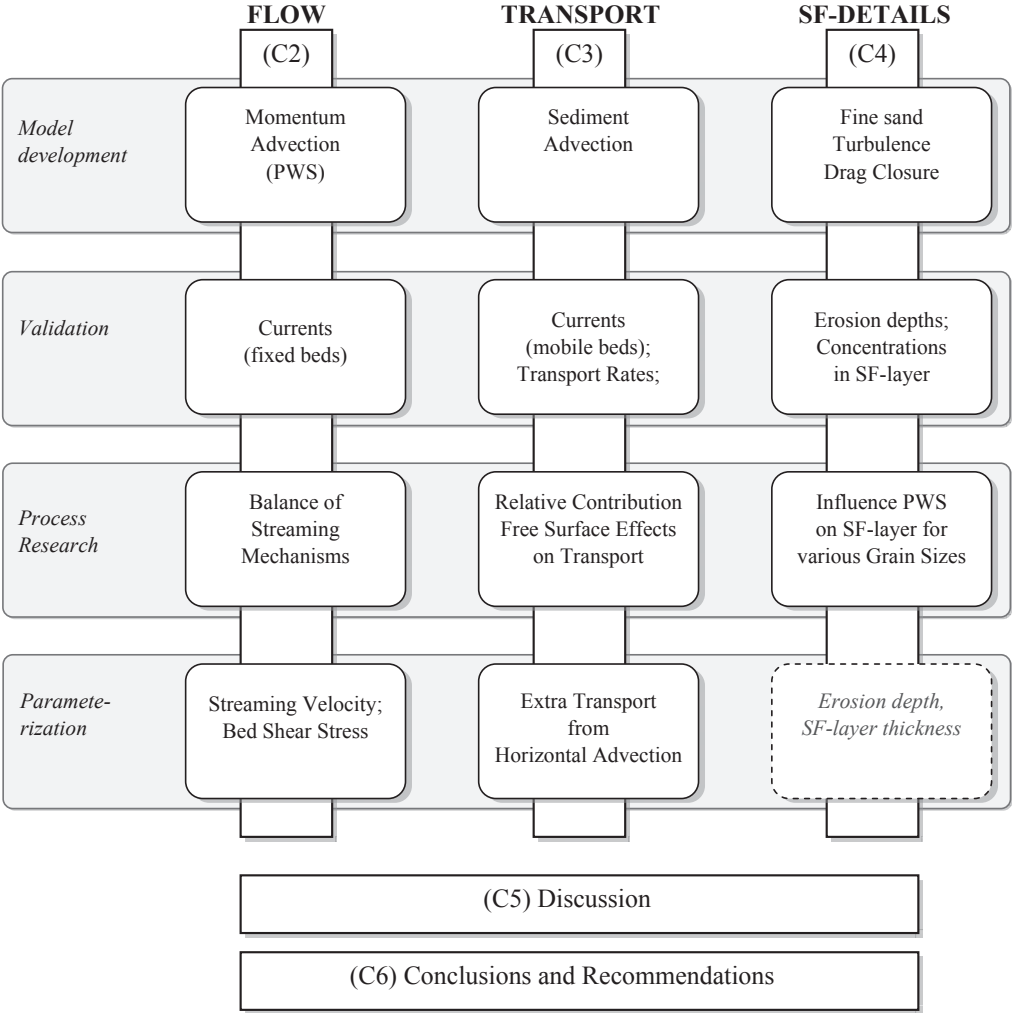 FLOW
TRANSPORT
SF-DETAILS
(C2)
(C3)
(C4)
Model
development
Momentum
Advection
(PWS)
Sediment
Advection
Fine sand
Turbulence
Drag Closure
Validation
Currents
(fixed beds)
Currents
(mobile beds);
Transport Rates;
Erosion depths;
Concentrations
in SF-layer
Process
Research
Balance of
Streaming
Mechanisms
Relative Contribution
Free Surface Effects
on Transport
Influence PWS
on SF-layer for
various Grain Sizes
Paramete-
rization
Streaming Velocity;
Bed Shear Stress
Extra Transport
from
Horizontal Advection
Erosion depth,
SF-layer thickness
(C5) Discussion
(C6) Conclusions and Recommendations